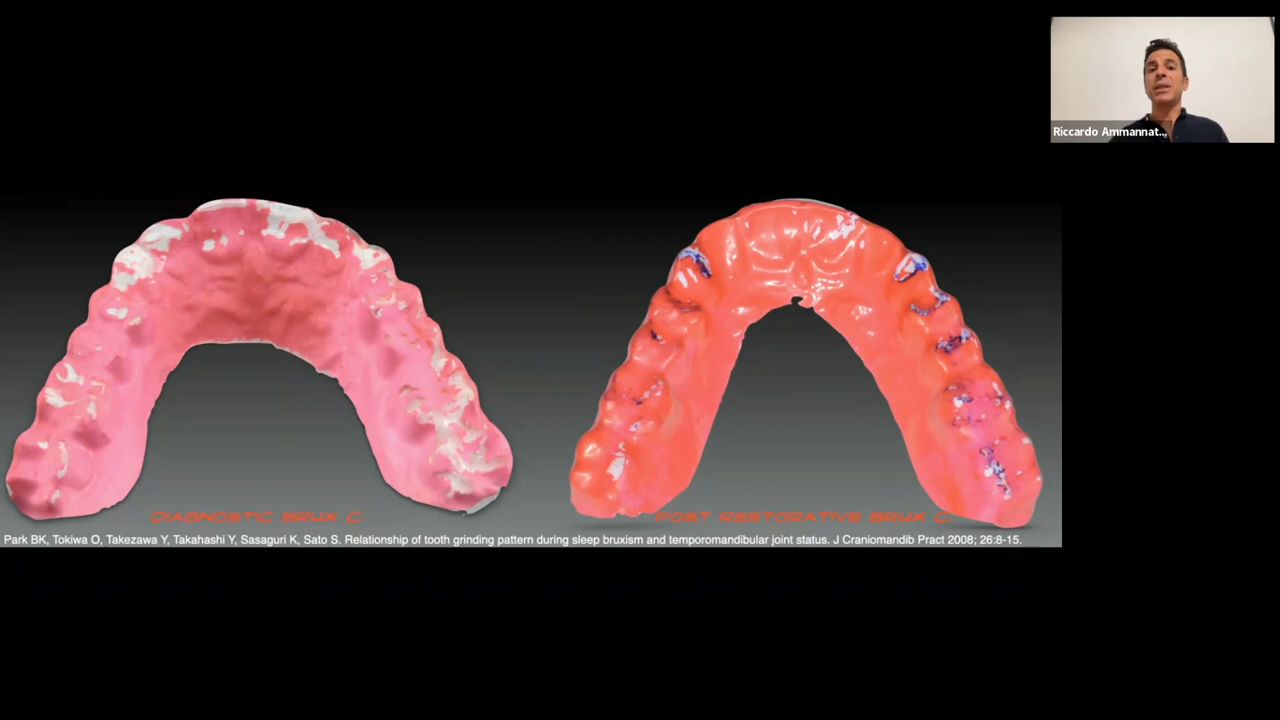 Riccardo Ammannat...
DIAGNOSTIC BRUX C.
POST RESTORATIVE BRUX C.
Park BK, Tokiwa O, Takezawa Y, Takahashi Y, Sasaguri K, Sato S. Relationship of tooth grinding pattern during sleep bruxism and temporomandibular joint status. J Craniomandib Pract 2008; 26:8-15.